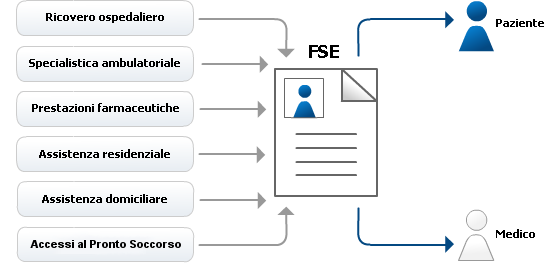 Ricovero ospedaliero
Specialistica ambulatoriale
Prestazioni farmaceutiche
Assistenza residenziale
Assistenza domiciliare
Accessi al Pronto Soccorso
FSE
Paziente
Medico